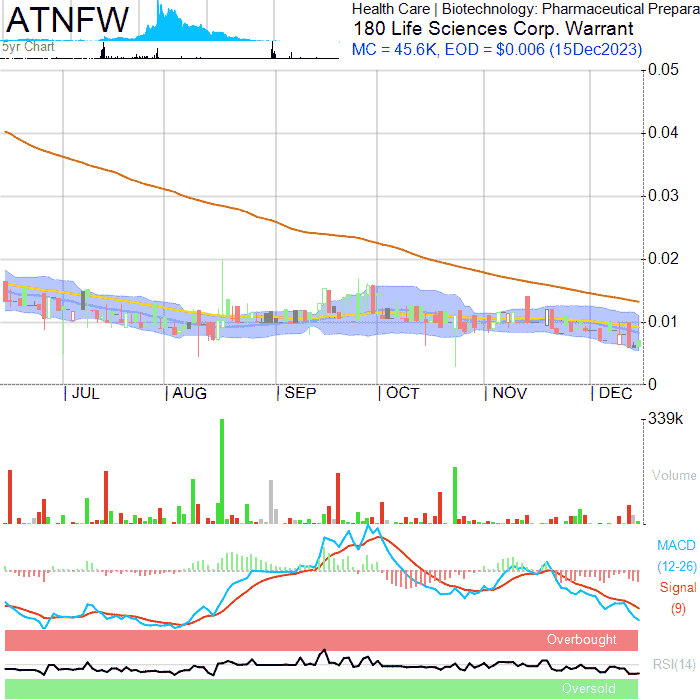 ATNFW
5yr Chart
Health Care | Biotechnology: Pharmaceutical Prepara
180 Life Sciences Corp. Warrant
MC = 45.6K, EOD = $0.006 (15Dec2023)
0.05
0.04
0.03
0.02
0.01
0
JUL AUG SEP OCT NOV DEC
339k
Volume
MACD
(12-26)
Signal
(9)
Overbought
RSI(14)
Oversold